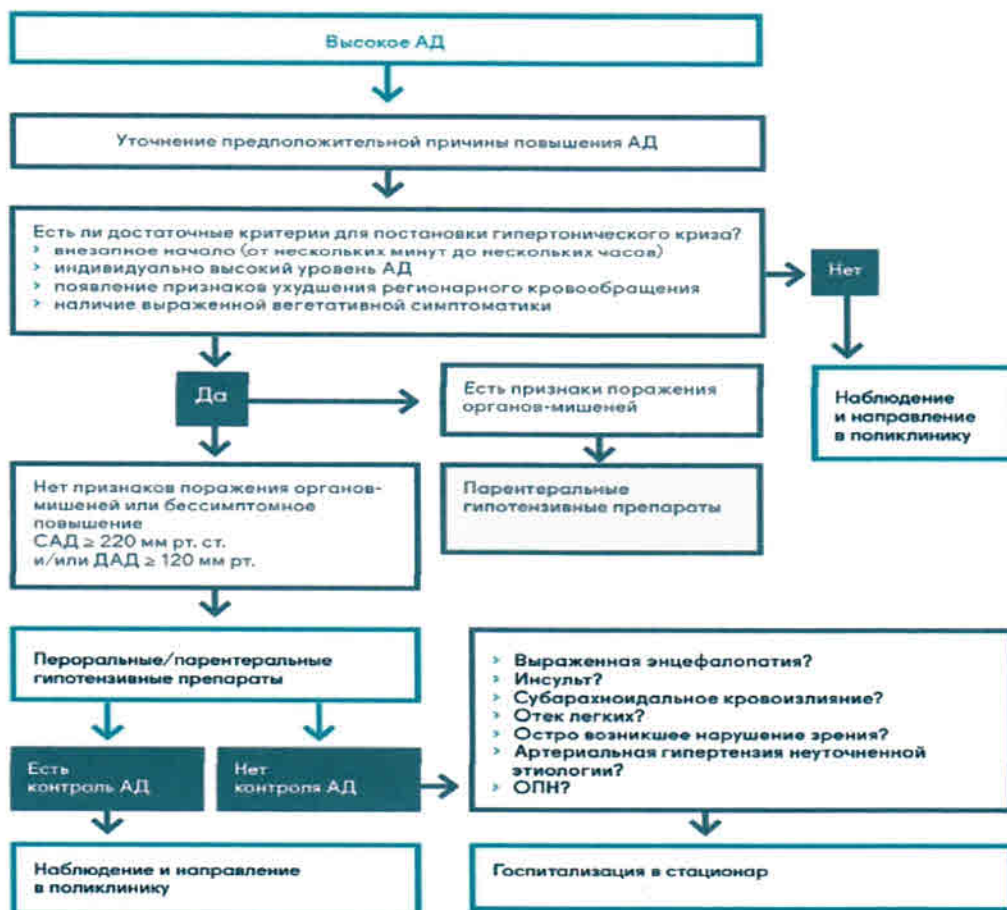 Высокое АД
Уточнение предположительной причины повышения АД
Есть ли достаточные критерии для постановки гипертонического криза?
> внезапное начало (от нескольких минут до нескольких часов)
> индивидуально высокий уровень АД
> появление признаков ухудшения регионарного кровообращения
> наличие выраженной вегетативной симптоматики
Нет
Да
Есть признаки поражения
органов-мишеней
Наблюдение
и направление
в поликлинику
Нет признаков поражения органов-
мишеней или бессимптомное
повышение
САД ≥ 220 мм рт. ст.
и/или ДАД ≥ 120 мм рт.
Парентеральные
гипотензивные препараты
Пероральные/парентеральные
гипотензивные препараты
> Выраженная энцефалопатия?
> Инсульт?
> Субарахноидальное кровоизлияние?
> Отек легких?
> Остро возникшее нарушение зрения?
> Артериальная гипертензия неуточненной
этиологии?
> ОПН?
Есть
контроль АД
Нет
контроля АД
Наблюдение и направление
в поликлинику
Госпитализация в стационар